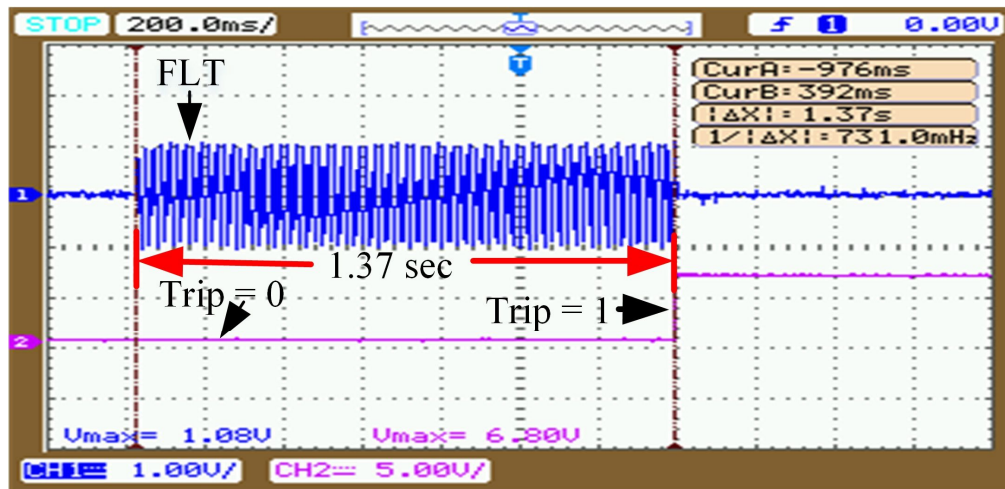 STOP 200.0ms/ T 1 0.00V
FLT
T
CurA=-976ms
CurB=392ms
|ΔX|=1.37s
1/|ΔX|=731.0mHz
1
1.37 sec
Trip = 0
Trip = 1
2
Vmax= 1.08V Vmax= 6.80V
CH1 1.00V/ CH2 5.00V/